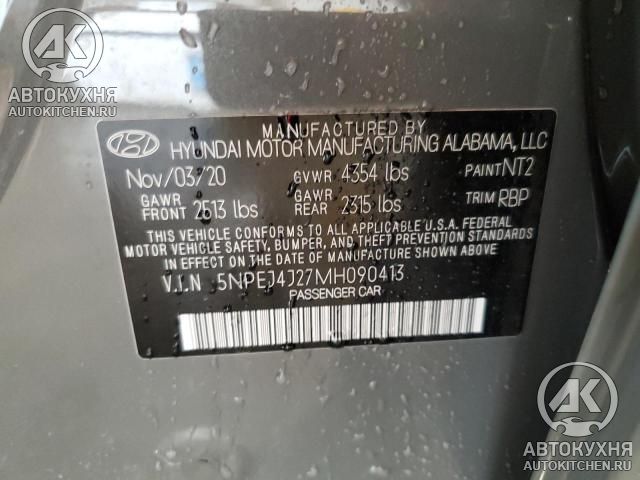 AK
АВТОКУХНЯ
AUTOKITCHEN.RU
MANUFACTURED BY
HYUNDAI MOTOR MANUFACTURING ALABAMA, LLC
Nov/03/20 GVWR 4354 lbs PAINT NT2
GAWR FRONT 2513 lbs GAWR REAR 2315 lbs TRIM RBP
THIS VEHICLE CONFORMS TO ALL APPLICABLE U.S.A. FEDERAL
MOTOR VEHICLE SAFETY, BUMPER, AND THEFT PREVENTION STANDARDS
IN EFFECT ON THE DATE OF MANUFACTURE SHOWN ABOVE.
V.I.N 5NPEJ4J27MH090413
PASSENGER CAR
AK
АВТОКУХНЯ
AUTOKITCHEN.RU